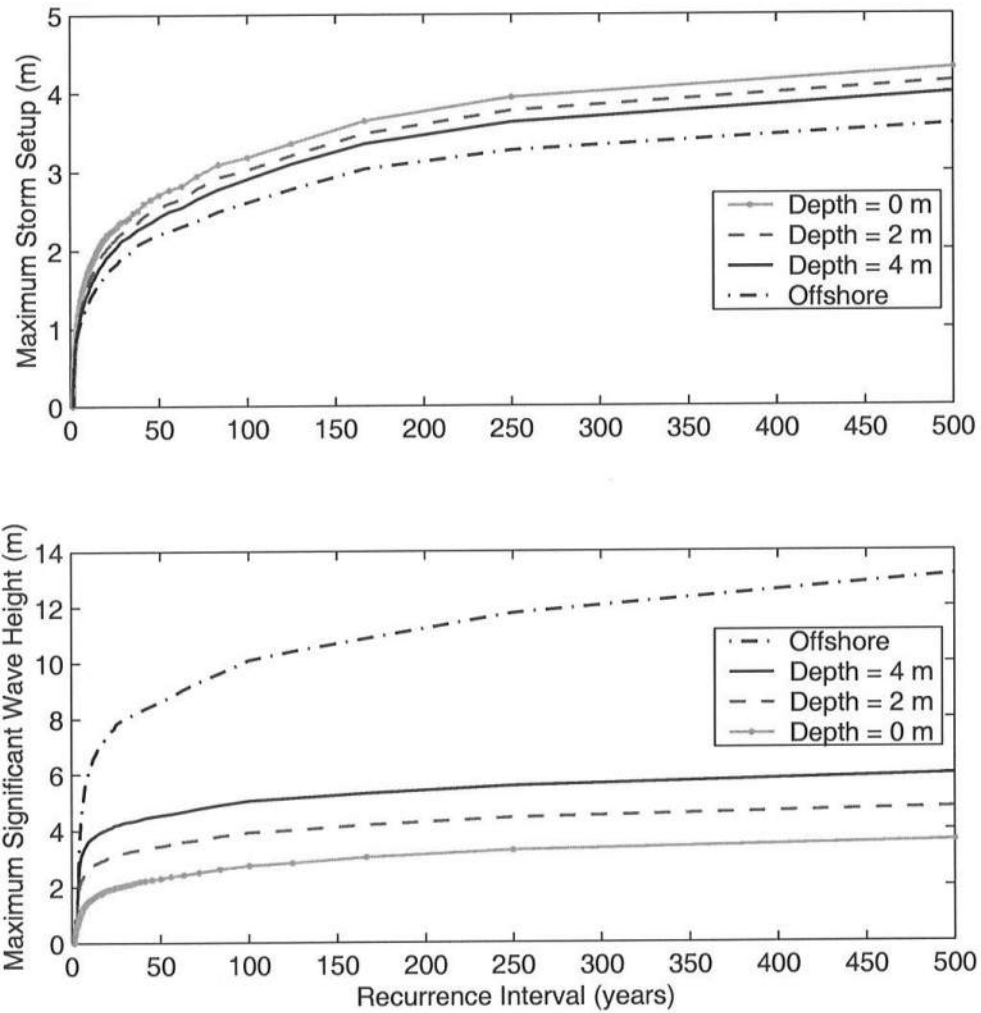 Maximum Storm Setup (m)
5
4
3
2
1
0
Depth = 0 m
Depth = 2 m
Depth = 4 m
Offshore
0 50 100 150 200 250 300 350 400 450 500
Maximum Significant Wave Height (m)
14
12
10
8
6
4
2
0
Offshore
Depth = 4 m
Depth = 2 m
Depth = 0 m
0 50 100 150 200 250 300 350 400 450 500
Recurrence Interval (years)